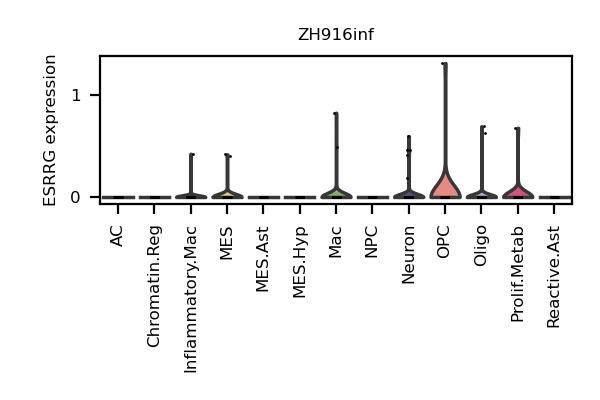 ZH916inf
ESRRG expression
1
0
AC
Chromatin.Reg
Inflammatory.Mac
MES
MES.Ast
MES.Hyp
Mac
NPC
Neuron
OPC
Oligo
Prolif.Metab
Reactive.Ast